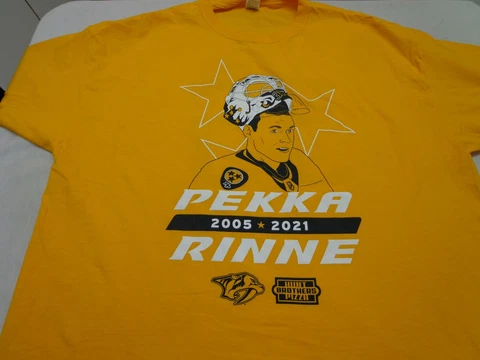 PEKKA
2005 ★ 2021
RINNE
HUNT
BROTHERS
PIZZA